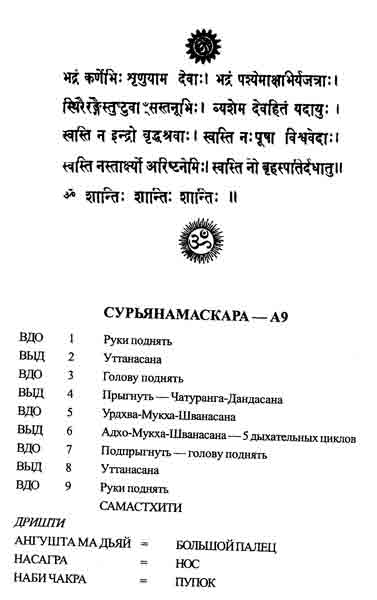 ॐ
भद्रं कर्णेभिः शृणुयाम देवाः। भद्रं पश्येमाक्षाभिर्यजत्राः।
स्थिरैरङ्गैस्तुष्टुवाꣳसस्तनूभिः। व्यशेम देवहितं यदायुः।
स्वस्ति न इन्द्रो वृद्धश्रवाः। स्वस्ति नः पूषा विश्ववेदाः।
स्वस्ति नस्तार्क्ष्यो अरिष्टनेमिः। स्वस्ति नो बृहस्पतिर्दधातु॥
ॐ शान्तिः शान्तिः शान्तिः ॥
ॐ
СУРЬЯНАМАСКАРА — А9
ВДО 1 Руки поднять
ВЫД 2 Уттанасана
ВДО 3 Голову поднять
ВЫД 4 Прыгнуть — Чатуранга-Дандасана
ВДО 5 Урдхва-Мукха-Шванасана
ВЫД 6 Адхо-Мукха-Шванасана — 5 дыхательных циклов
ВДО 7 Подпрыгнуть — голову поднять
ВЫД 8 Уттанасана
ВДО 9 Руки поднять
САМАСТХИТИ
ДРИШТИ
АНГУШТА МА ДЬЯЙ = БОЛЬШОЙ ПАЛЕЦ
НАСАГРА = НОС
НАБИ ЧАКРА = ПУПОК